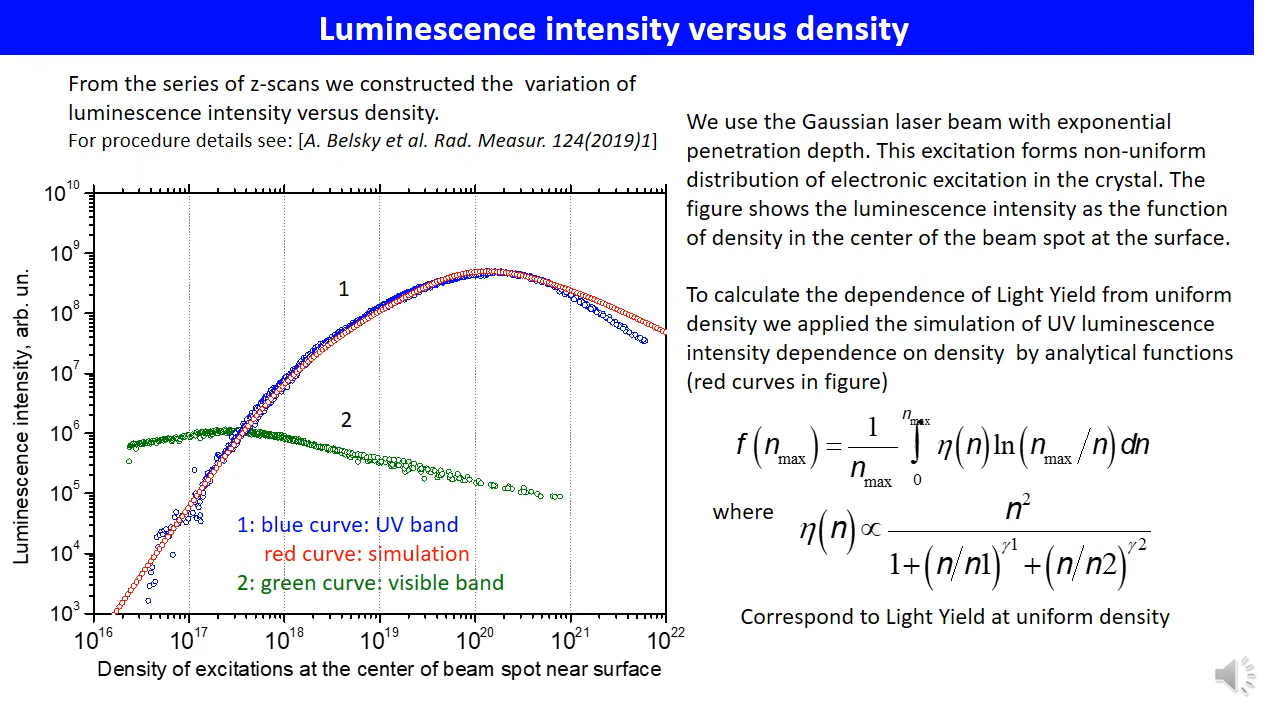 Luminescence intensity versus density
From the series of z-scans we constructed the variation of
luminescence intensity versus density.
For procedure details see: [A. Belsky et al. Rad. Measur. 124(2019)1]
Luminescence intensity, arb. un.
10^10
10^9
10^8
10^7
10^6
10^5
10^4
10^3
1
2
1: blue curve: UV band
red curve: simulation
2: green curve: visible band
10^16 10^17 10^18 10^19 10^20 10^21 10^22
Density of excitations at the center of beam spot near surface
We use the Gaussian laser beam with exponential
penetration depth. This excitation forms non-uniform
distribution of electronic excitation in the crystal. The
figure shows the luminescence intensity as the function
of density in the center of the beam spot at the surface.
To calculate the dependence of Light Yield from uniform
density we applied the simulation of UV luminescence
intensity dependence on density by analytical functions
(red curves in figure)
f(n_max) = 1/n_max ∫_0^n_max η(n) ln(n_max/n) dn
where η(n) ∝ n^2 / (1+(n/n1)^γ1 + (n/n2)^γ2)
Correspond to Light Yield at uniform density